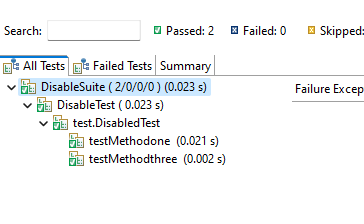 Search: Passed: 2 Failed: 0 Skipped:
All Tests Failed Tests Summary
DisableSuite ( 2/0/0/0 ) (0.023 s) Failure Excep
DisableTest ( 0.023 s)
test.DisabledTest
testMethodone (0.021 s)
testMethodthree (0.002 s)